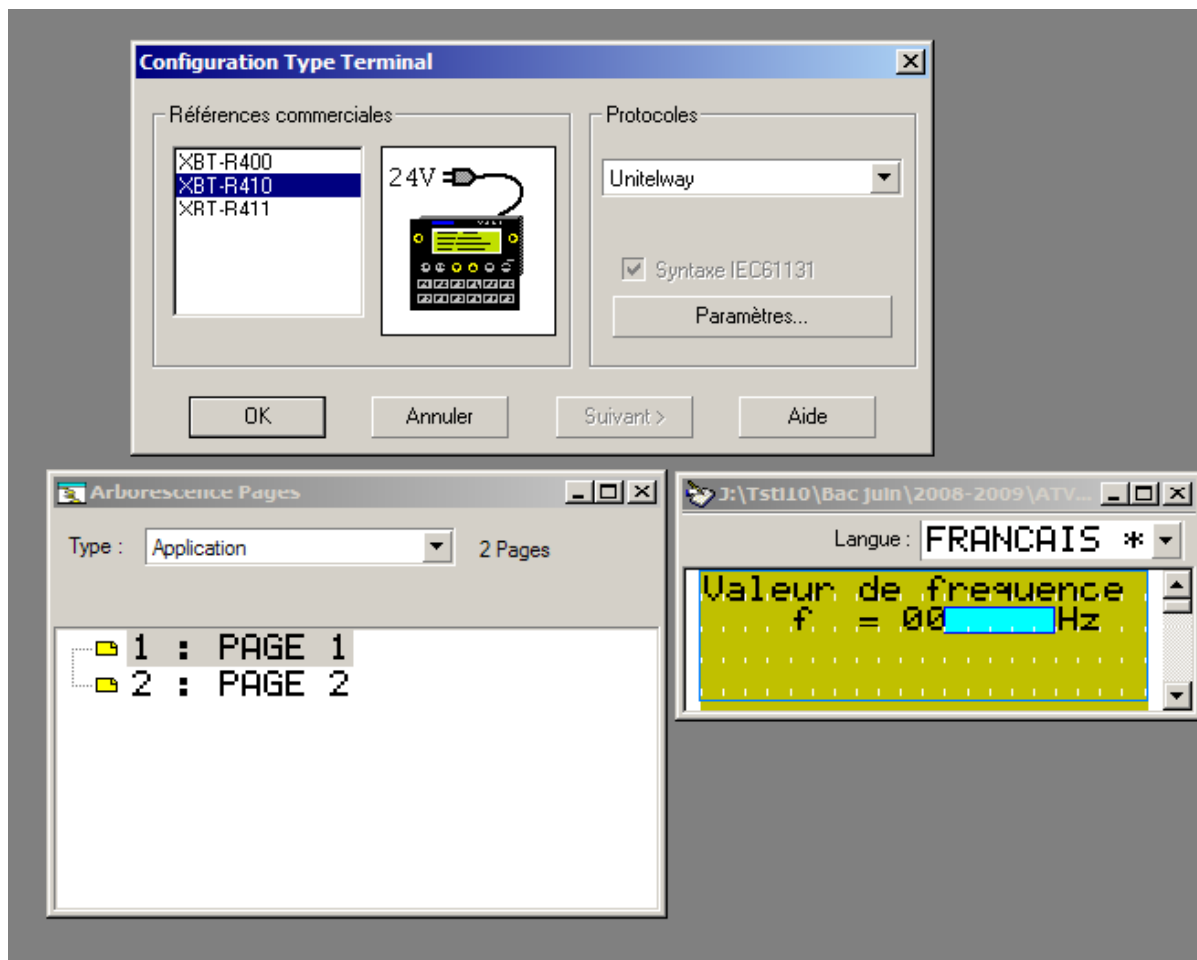 Configuration Type Terminal
Références commerciales
XBT-R400
XBT-R410
XBT-R411
24V
Protocoles
Unitelway
Syntaxe IEC61131
Paramètres...
OK
Annuler
Suivant >
Aide
Arborescence Pages
Type :
Application
2 Pages
1 : PAGE 1
2 : PAGE 2
J:\Tsti10\Bac Juin\2008-2009\ATV...
Langue :
FRANCAIS *
Valeur de frequence
f = 00 Hz